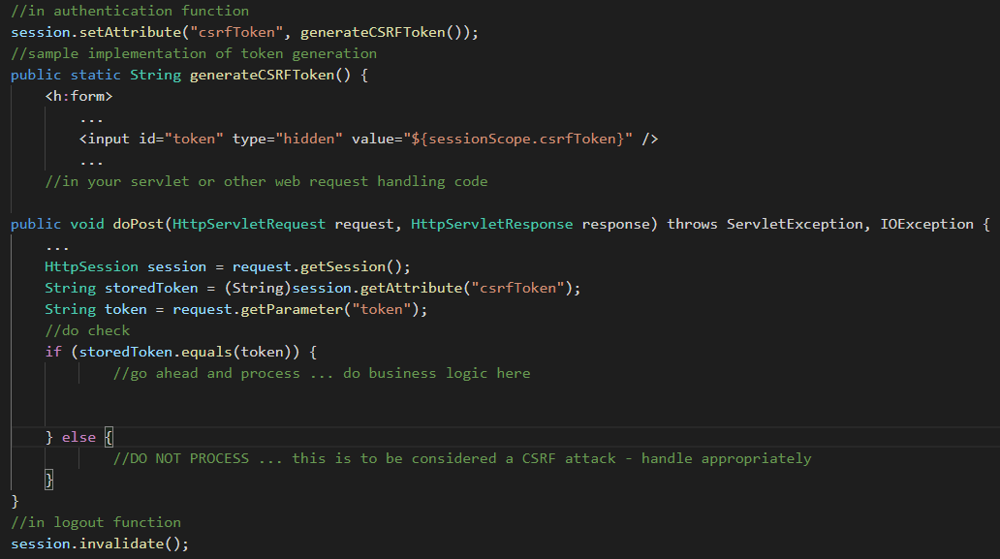 //in authentication function
session.setAttribute("csrfToken", generateCSRFToken());
//sample implementation of token generation
public static String generateCSRFToken() {
<h:form>
...
<input id="token" type="hidden" value="${sessionScope.csrfToken}" />
...
//in your servlet or other web request handling code
public void doPost(HttpServletRequest request, HttpServletResponse response) throws ServletException, IOException {
...
HttpSession session = request.getSession();
String storedToken = (String)session.getAttribute("csrfToken");
String token = request.getParameter("token");
//do check
if (storedToken.equals(token)) {
//go ahead and process ... do business logic here
} else {
//DO NOT PROCESS ... this is to be considered a CSRF attack - handle appropriately
}
}
//in logout function
session.invalidate();